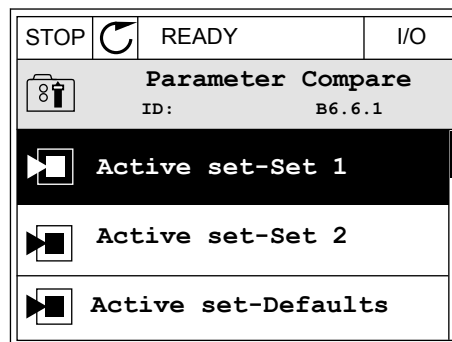 STOP READY I/O
Parameter Compare
ID: B6.6.1
Active set-Set 1
Active set-Set 2
Active set-Defaults